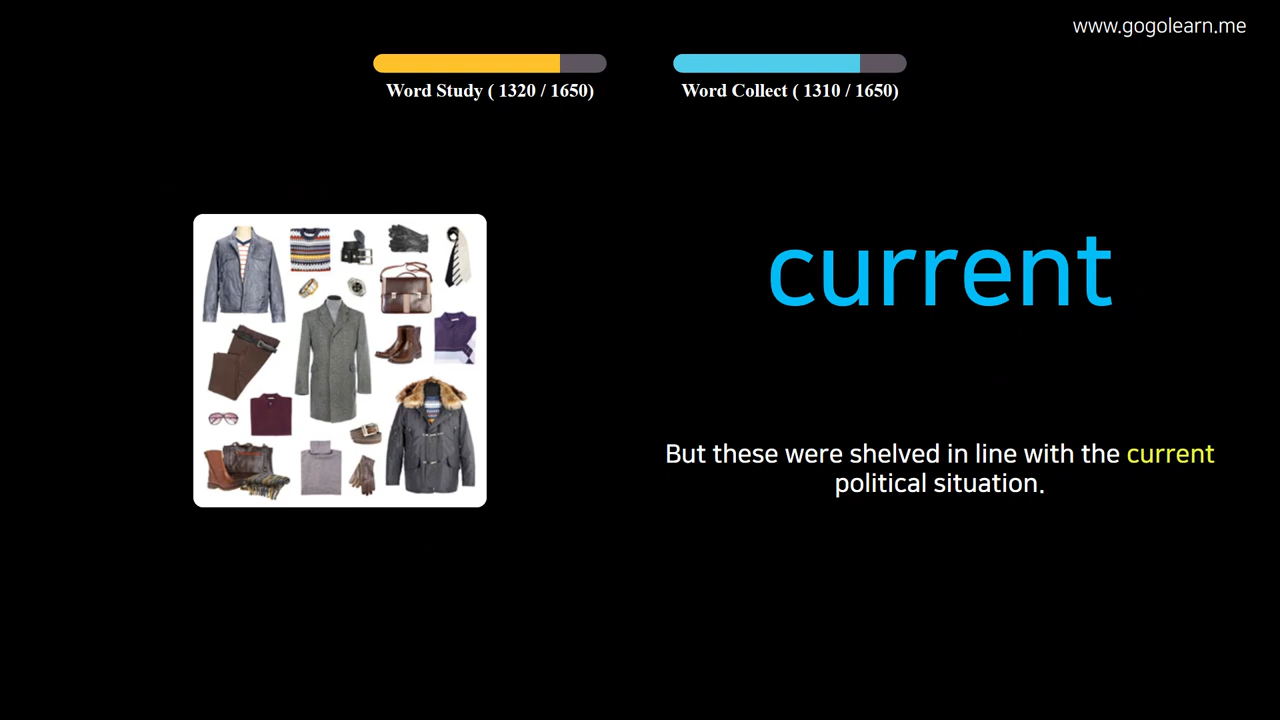 www.gogolearn.me
Word Study ( 1320 / 1650)
Word Collect ( 1310 / 1650)
current
But these were shelved in line with the current
political situation.